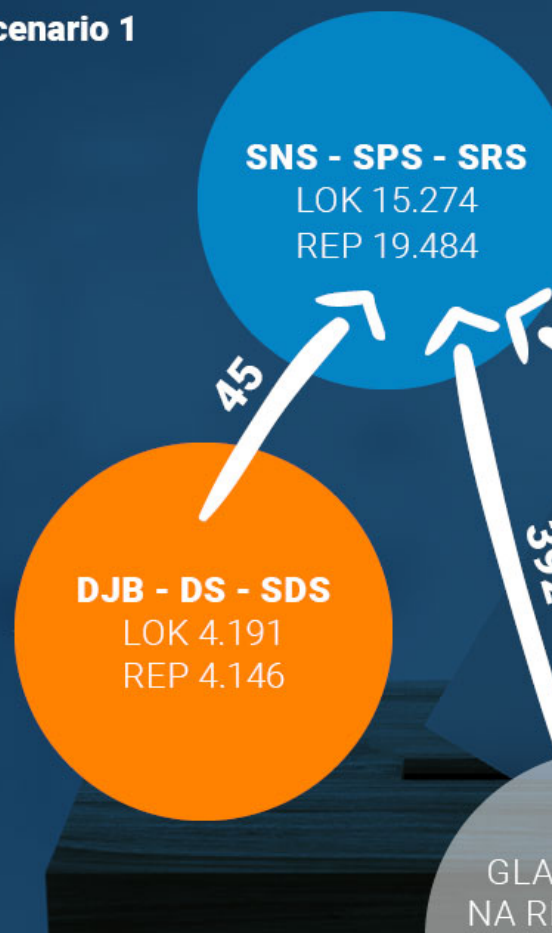 cenario 1
SNS - SPS - SRS
LOK 15.274
REP 19.484
45
DJB - DS - SDS
LOK 4.191
REP 4.146
392
GLA
NA R